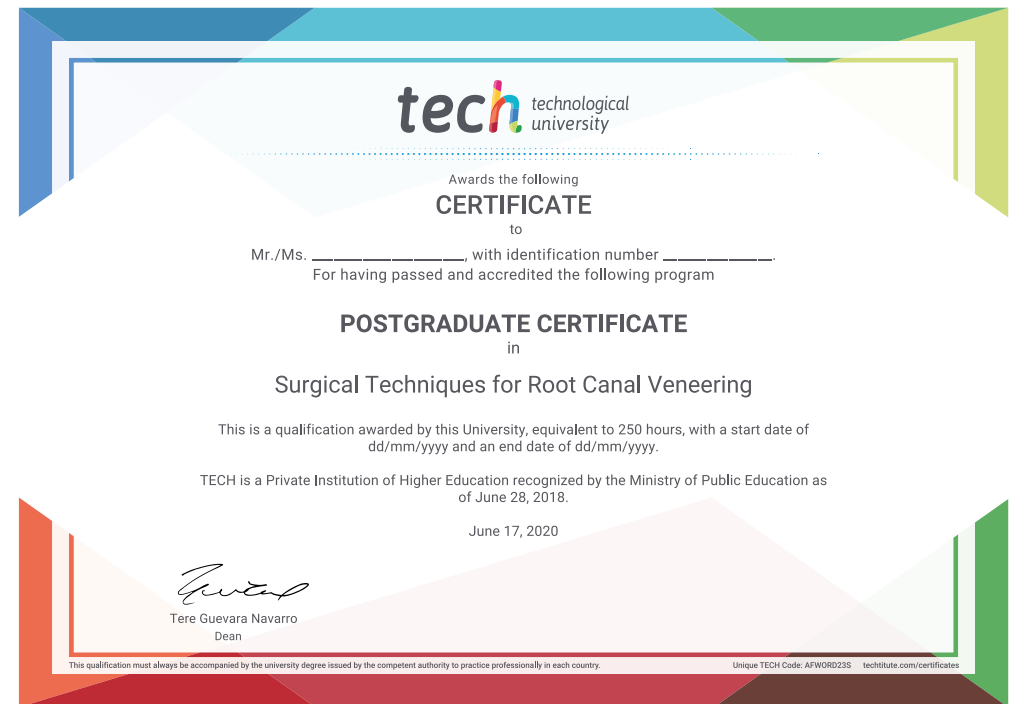 tech technological
university
Awards the following
CERTIFICATE
to
Mr./Ms. ____________________, with identification number ______________.
For having passed and accredited the following program
POSTGRADUATE CERTIFICATE
in
Surgical Techniques for Root Canal Veneering
This is a qualification awarded by this University, equivalent to 250 hours, with a start date of
dd/mm/yyyy and an end date of dd/mm/yyyy.
TECH is a Private Institution of Higher Education recognized by the Ministry of Public Education as
of June 28, 2018.
June 17, 2020
Tere Guevara Navarro
Dean
This qualification must always be accompanied by the university degree issued by the competent authority to practice professionally in each country.
Unique TECH Code: AFWORD23S techtitute.com/certificates